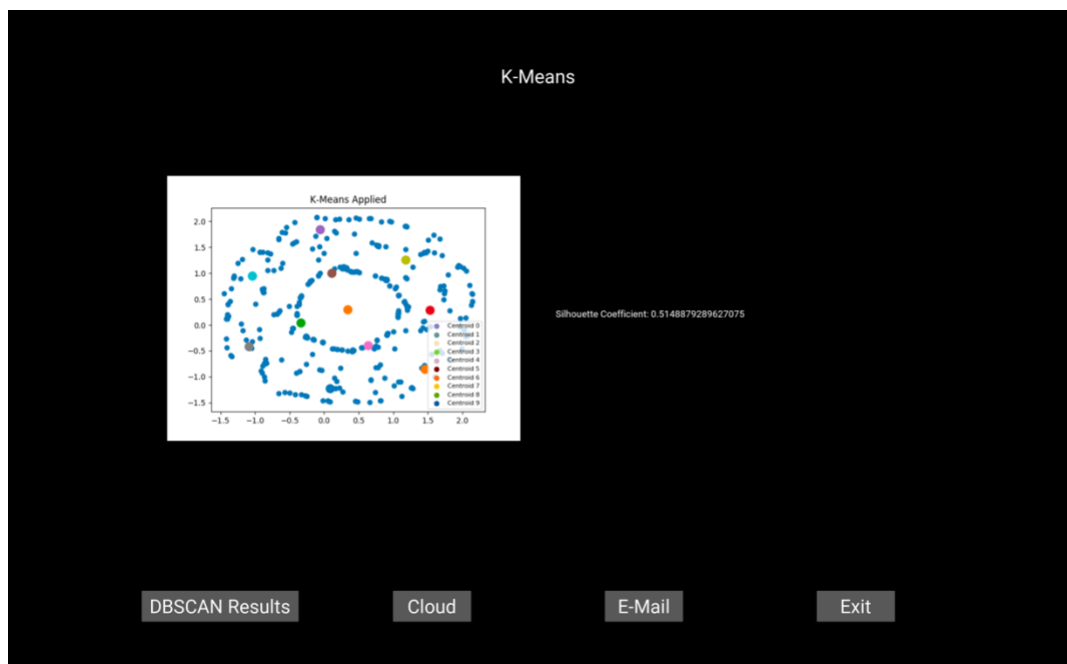 K-Means
K-Means Applied
2.0
1.5
1.0
0.5
0.0
−0.5
−1.0
−1.5
−1.5 −1.0 −0.5 0.0 0.5 1.0 1.5 2.0
Centroid 0
Centroid 1
Centroid 2
Centroid 3
Centroid 4
Centroid 5
Centroid 6
Centroid 7
Centroid 8
Centroid 9
Silhouette Coefficient: 0.5148879289627075
DBSCAN Results
Cloud
E-Mail
Exit